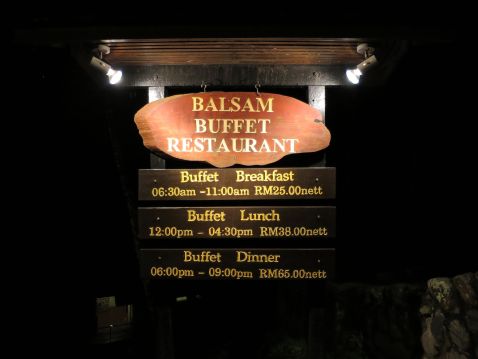 BALSAM
BUFFET
RESTAURANT
Buffet Breakfast
06:30am -11:00am RM25.00nett
Buffet Lunch
12:00pm - 04:30pm RM38.00nett
Buffet Dinner
06:00pm - 09:00pm RM65.00nett